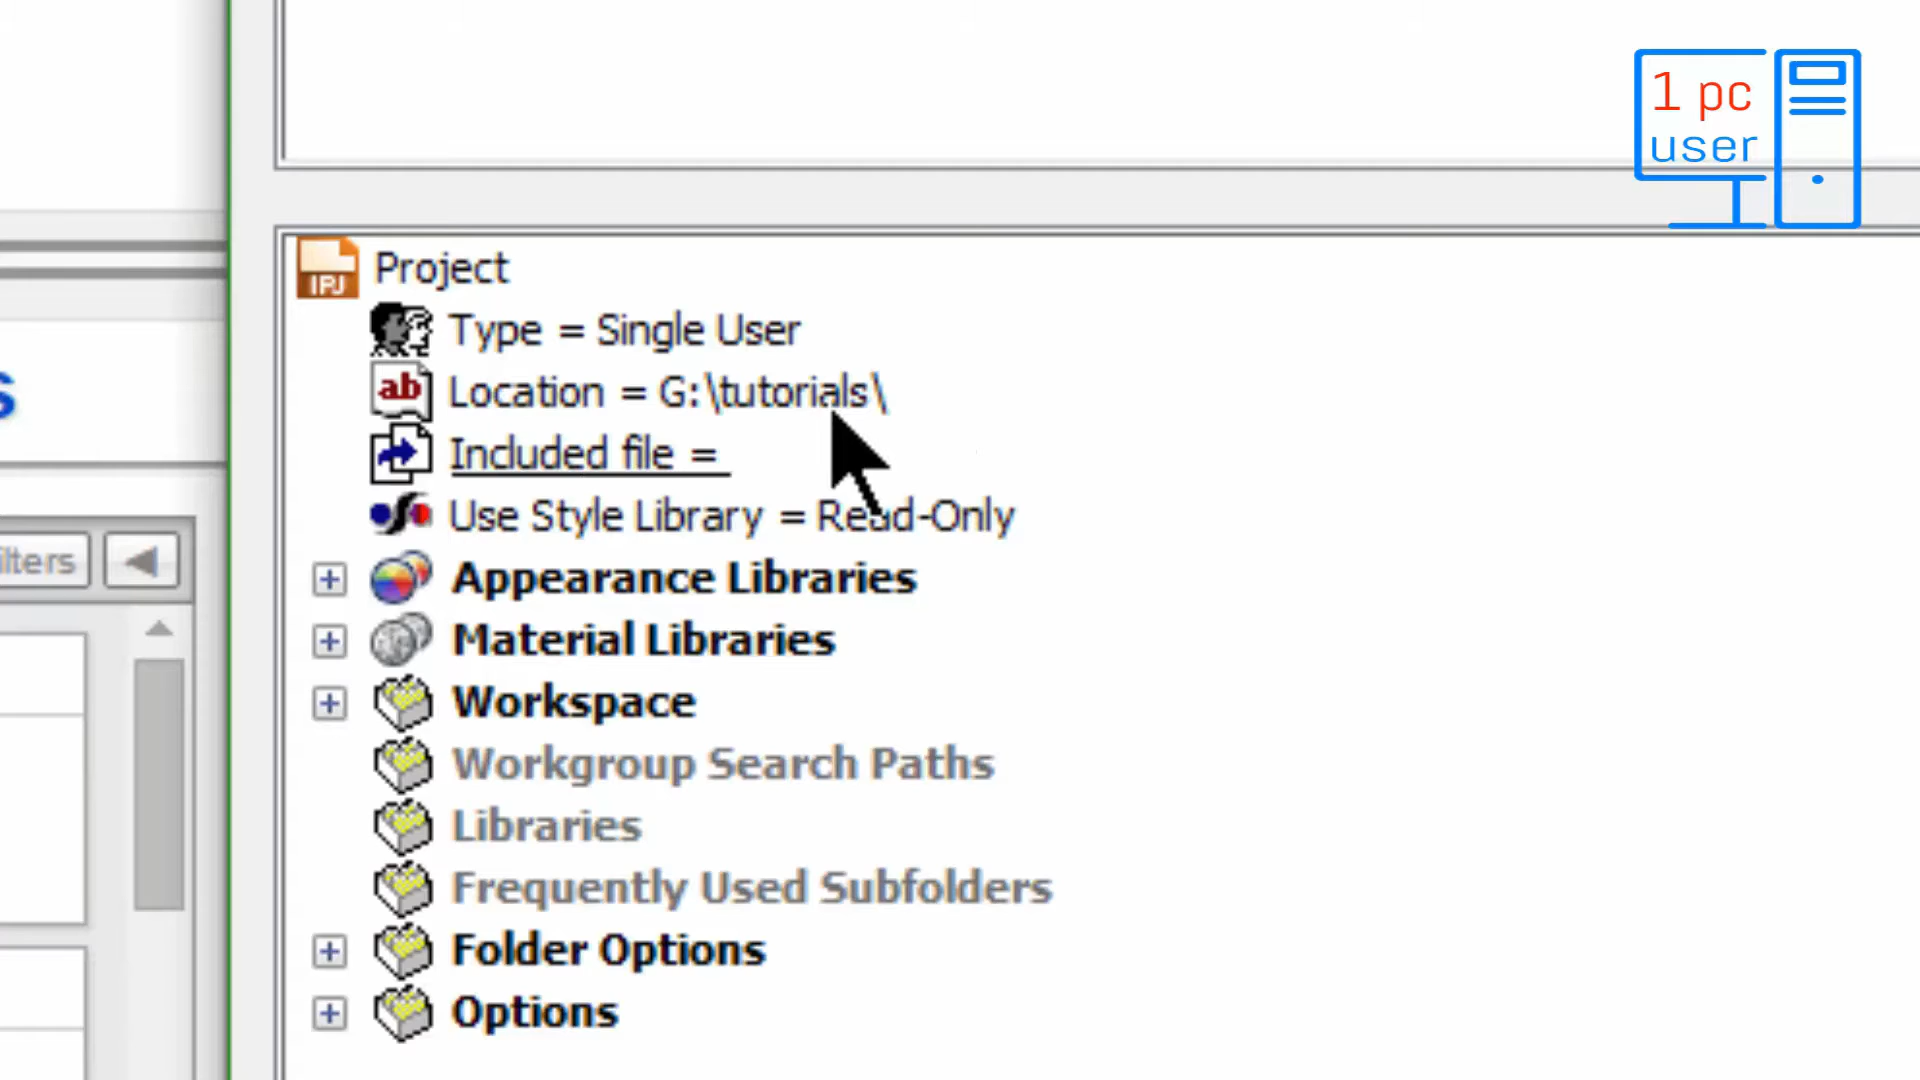 1 pc
user
IPJ
Project
Type = Single User
ab
Location = G:\tutorials\
Included file =
Use Style Library = Read-Only
Appearance Libraries
Material Libraries
Workspace
Workgroup Search Paths
Libraries
Frequently Used Subfolders
Folder Options
Options
s
ilters